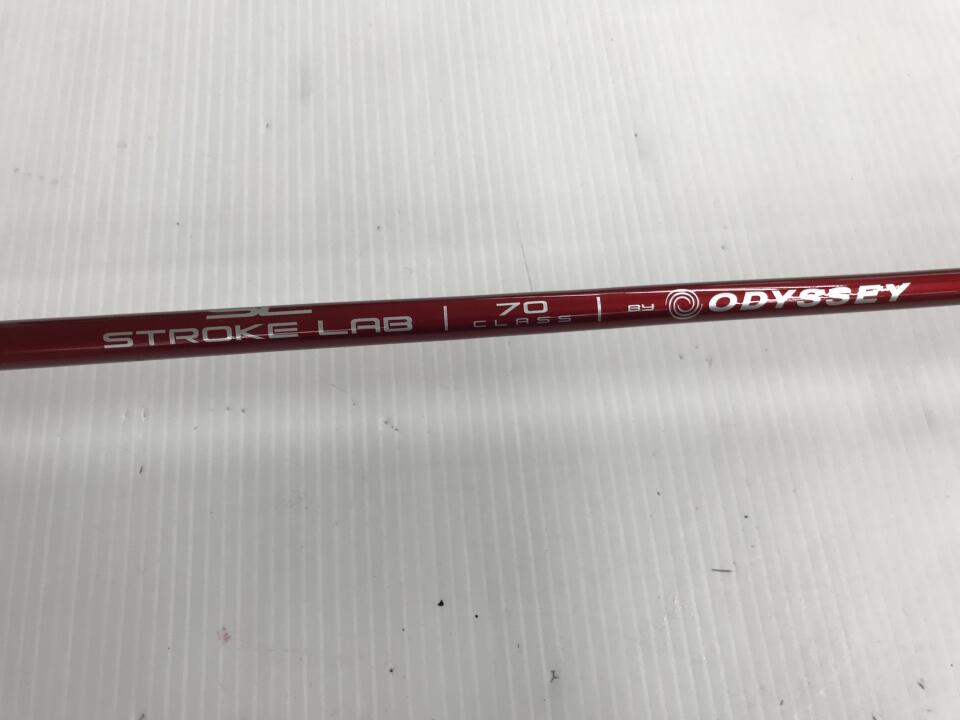 SL
STROKE LAB | 70 CLASS | BY ODYSSEY